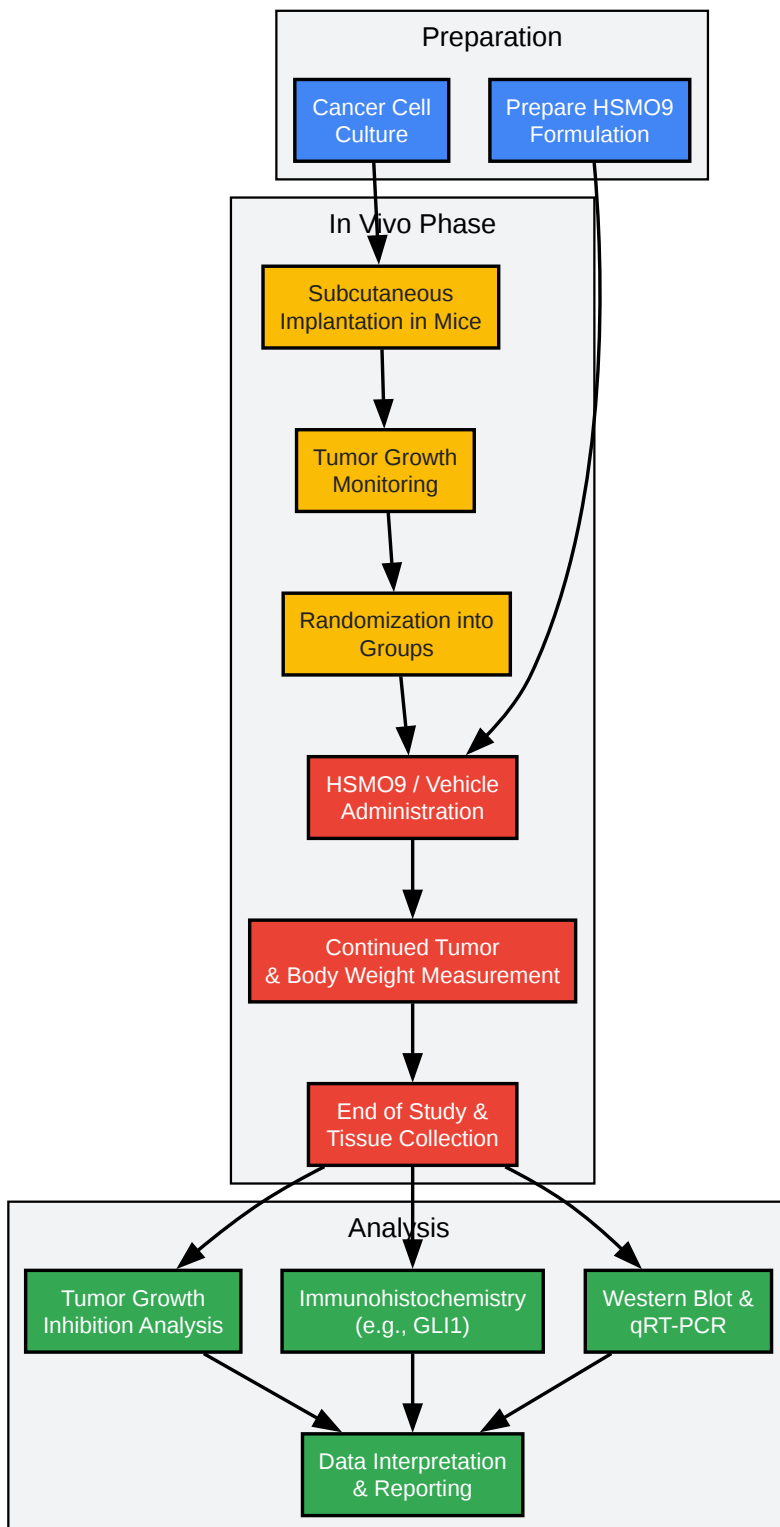 Preparation
Cancer Cell
Culture
Prepare HSMO9
Formulation
In Vivo Phase
Subcutaneous
Implantation in Mice
Tumor Growth
Monitoring
Randomization into
Groups
HSMO9 / Vehicle
Administration
Continued Tumor
& Body Weight Measurement
End of Study &
Tissue Collection
Analysis
Tumor Growth
Inhibition Analysis
Immunohistochemistry
(e.g., GLI1)
Western Blot &
qRT-PCR
Data Interpretation
& Reporting